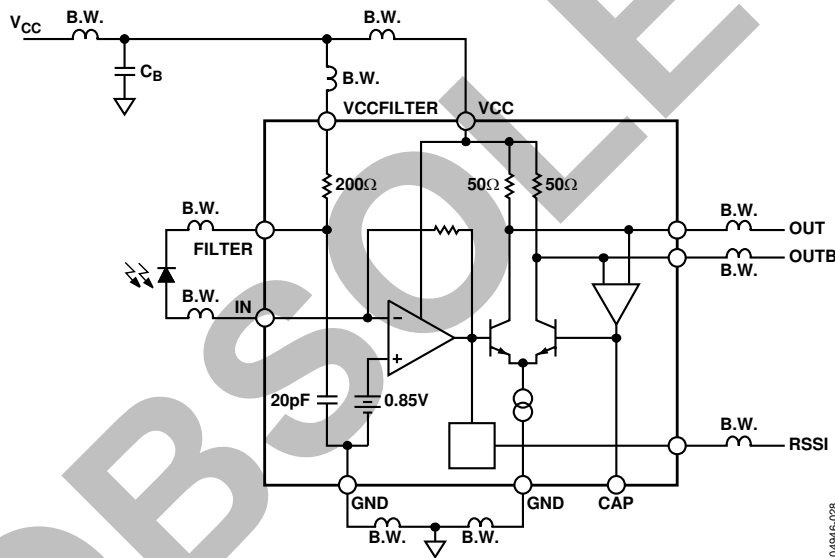 B.W.
B.W.
VCC
CB
B.W.
VCCFILTER
VCC
200Ω
50Ω
50Ω
B.W.
FILTER
B.W.
OUT
OUTB
B.W.
B.W.
IN
−
+
20pF
0.85V
B.W.
RSSI
GND
GND
CAP
B.W.
B.W.
04946-028
OBSOLE